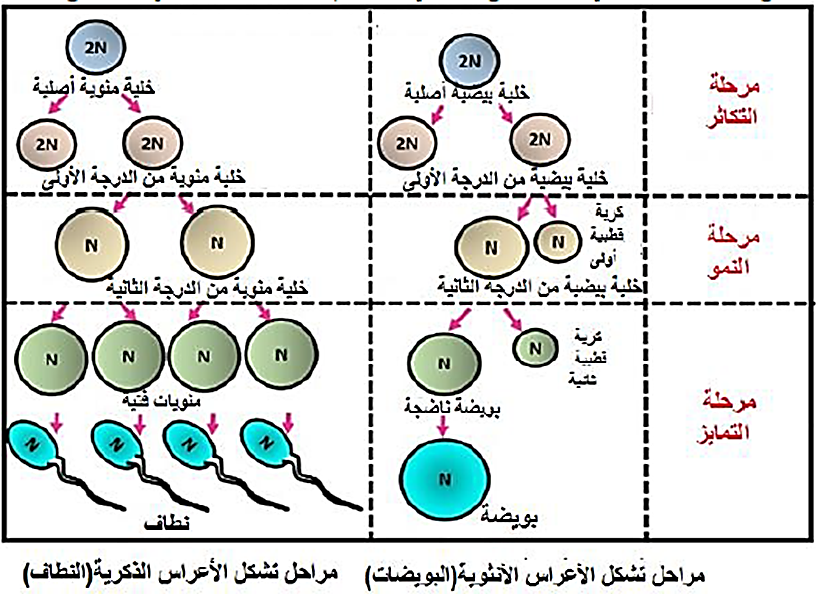 مرحلة
التكاثر
2N
خلية بيضية أصلية
2N
2N
خلية بيضية من الدرجة الأولى
2N
خلية منوية أصلية
2N
2N
خلية منوية من الدرجة الأولى
مرحلة
النمو
كرية
قطبية
أولى
N
N
خلية بيضية من الدرجة الثانية
N
N
خلية منوية من الدرجة الثانية
مرحلة
التمايز
كرية
قطبية
ثانية
N
N
بويضة ناضجة
N
بويضة
N
N
N
N
منويات فتيه
N
N
N
N
نطاف
مراحل تشكل الأعراس الأنثوية(البويضات)
مراحل تشكل الأعراس الذكرية(النطاف)